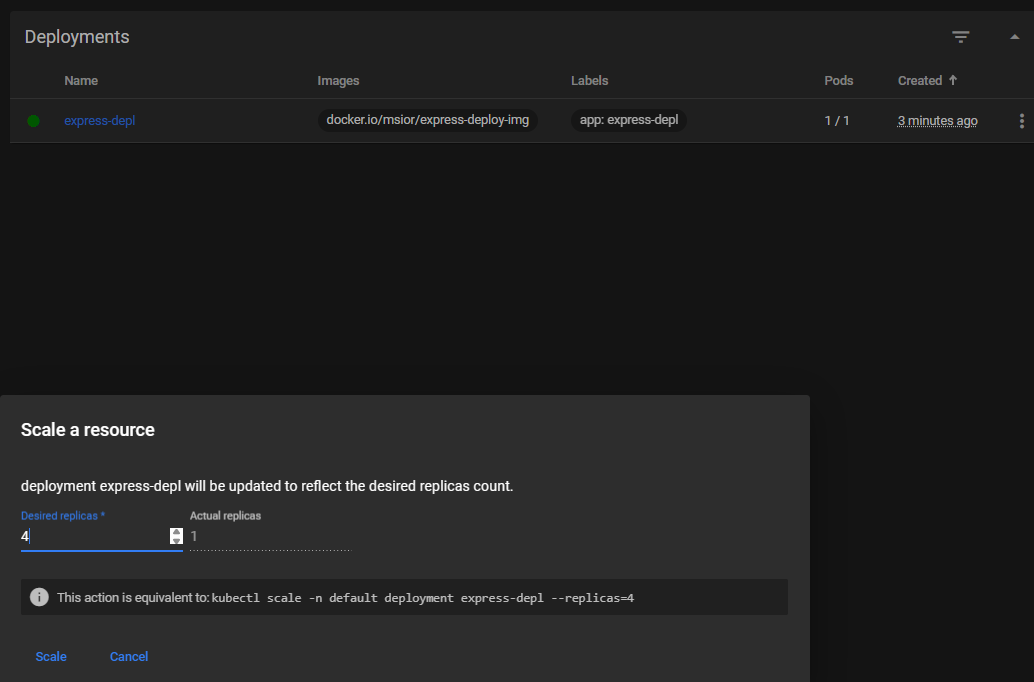 Deployments
Name Images Labels Pods Created ↑
express-depl docker.io/msior/express-deploy-img app: express-depl 1 / 1 3 minutes ago
Scale a resource
deployment express-depl will be updated to reflect the desired replicas count.
Desired replicas * Actual replicas
4 1
This action is equivalent to: kubectl scale -n default deployment express-depl --replicas=4
Scale Cancel